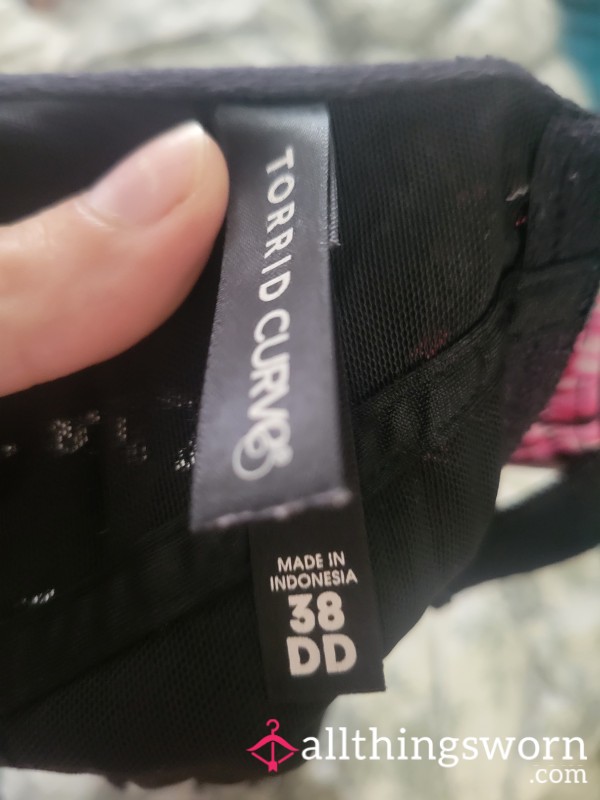 TORRID CURVE
MADE IN
INDONESIA
38
DD
allthingsworn
.com